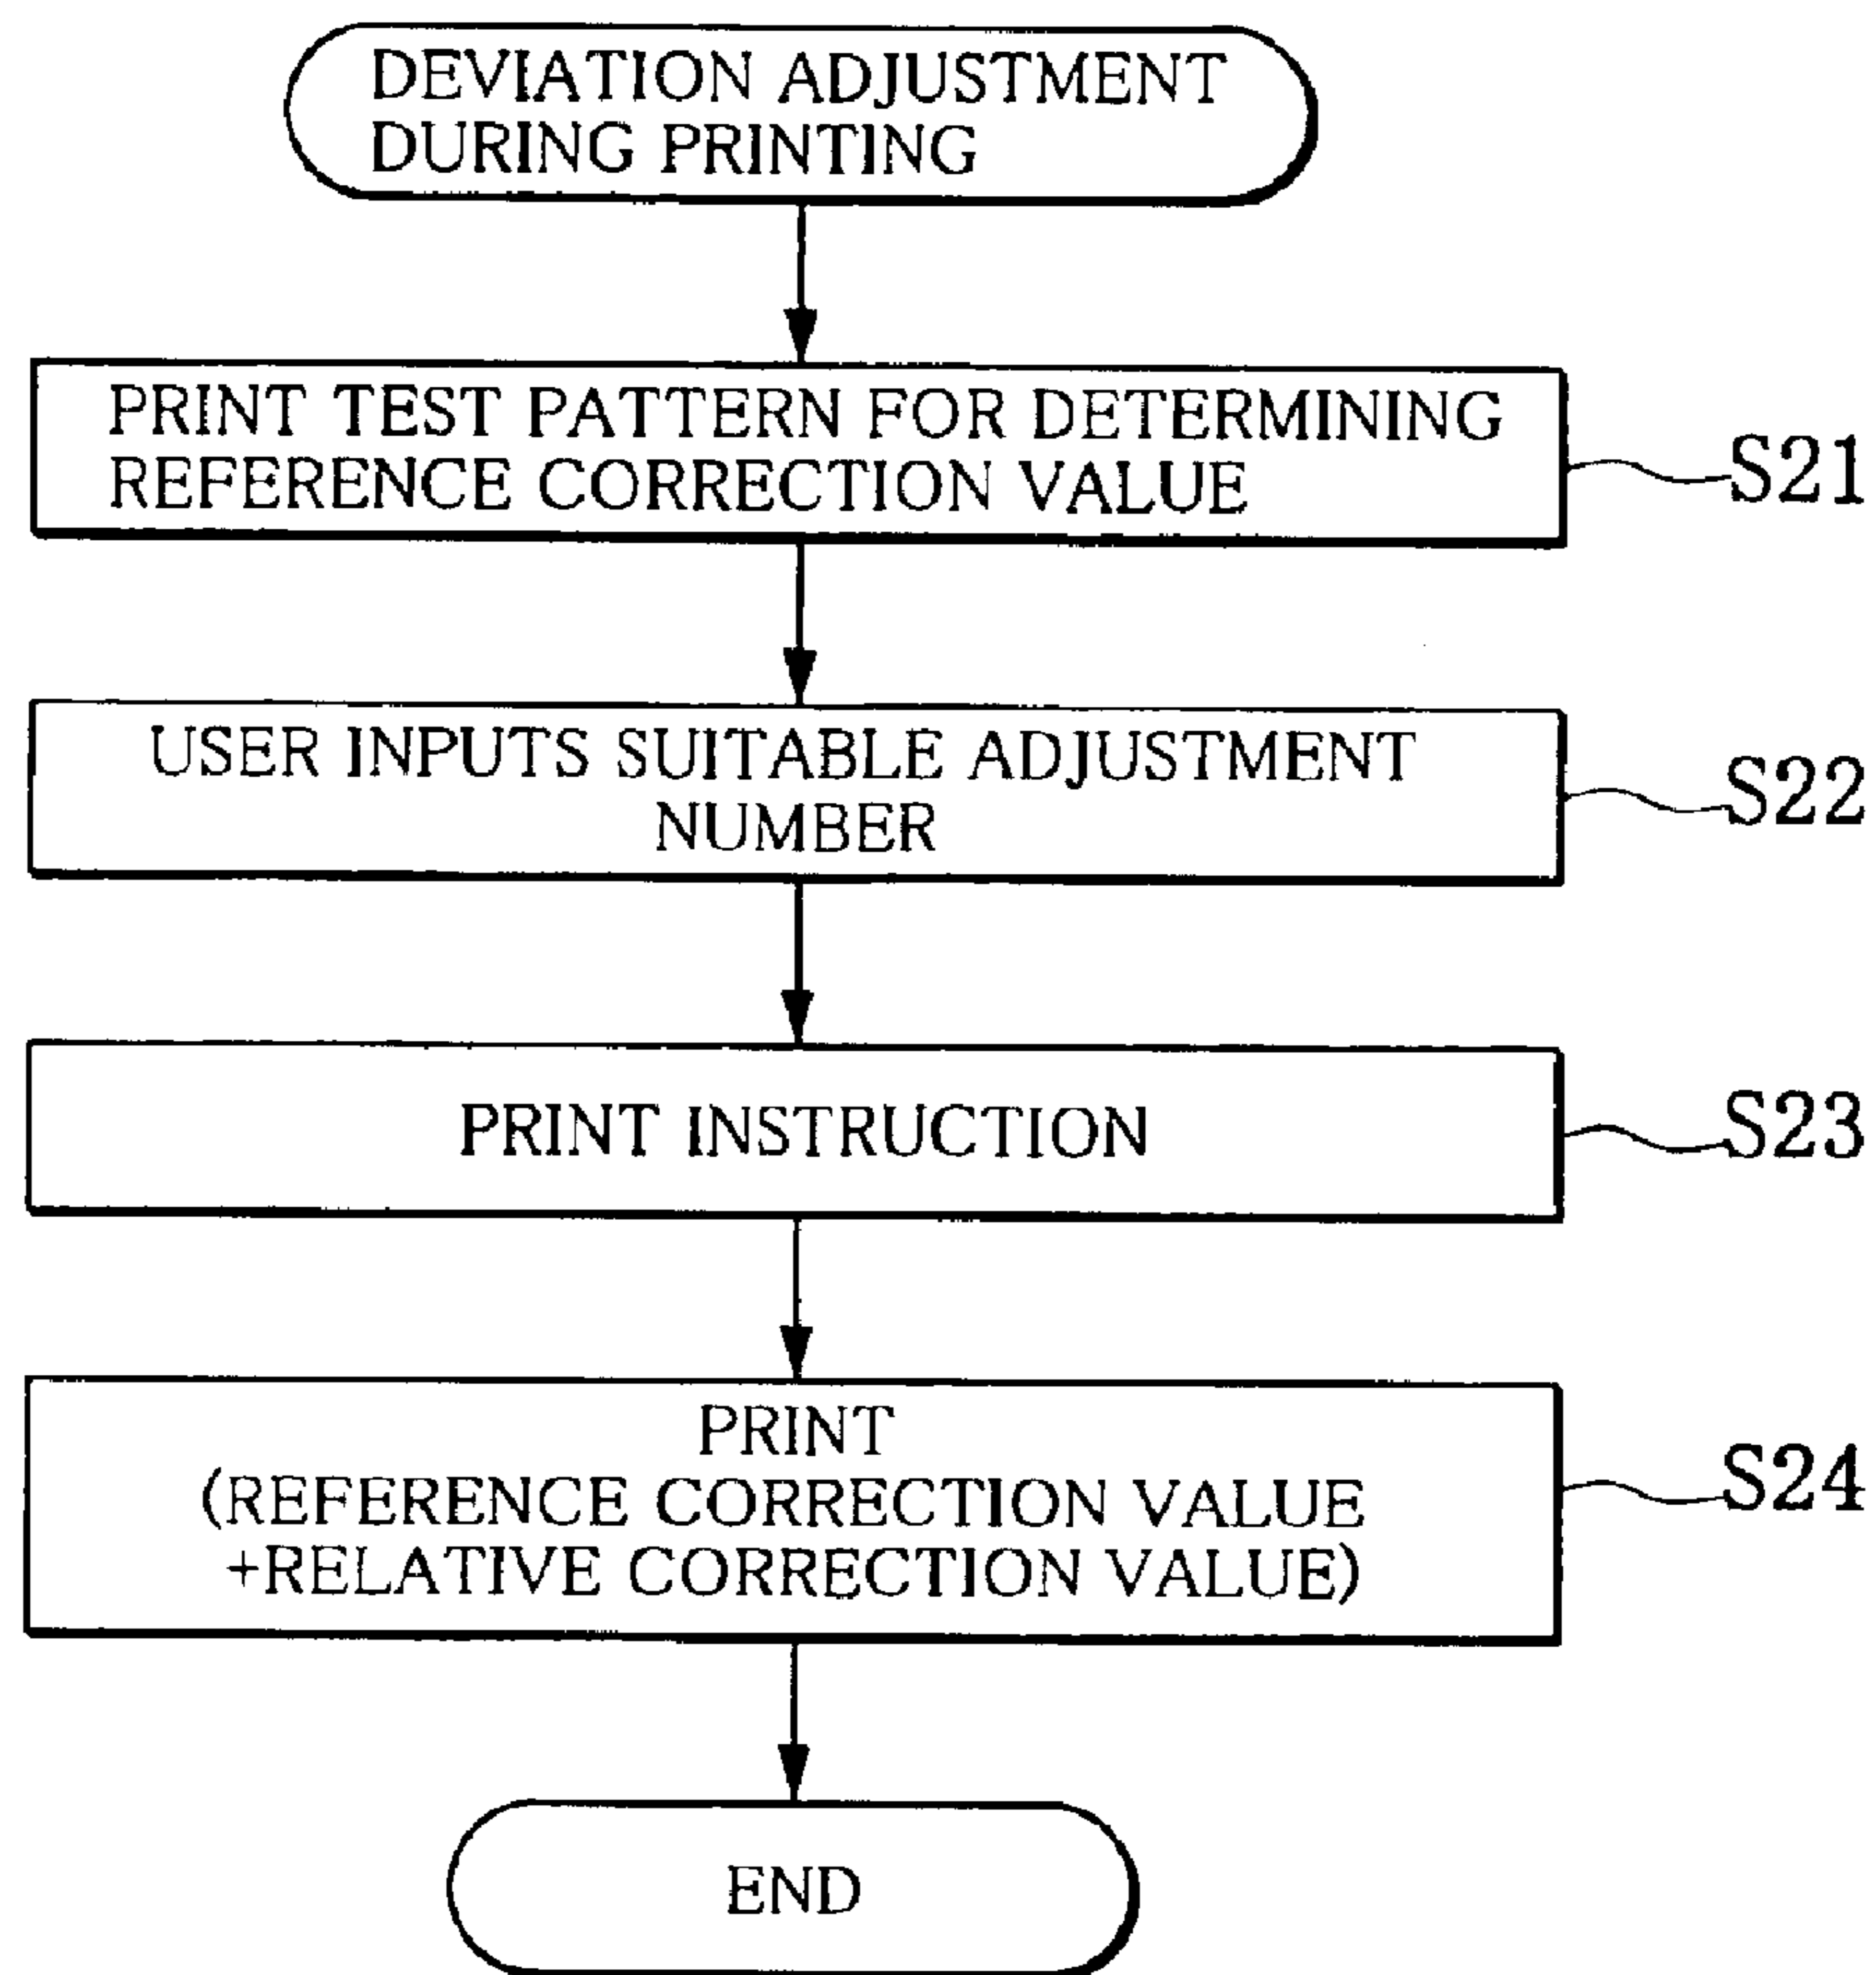 DEVIATION ADJUSTMENT
DURING PRINTING
PRINT TEST PATTERN FOR DETERMINING
REFERENCE CORRECTION VALUE
S21
USER INPUTS SUITABLE ADJUSTMENT
NUMBER
S22
PRINT INSTRUCTION
S23
PRINT
(REFERENCE CORRECTION VALUE
+RELATIVE CORRECTION VALUE)
S24
END